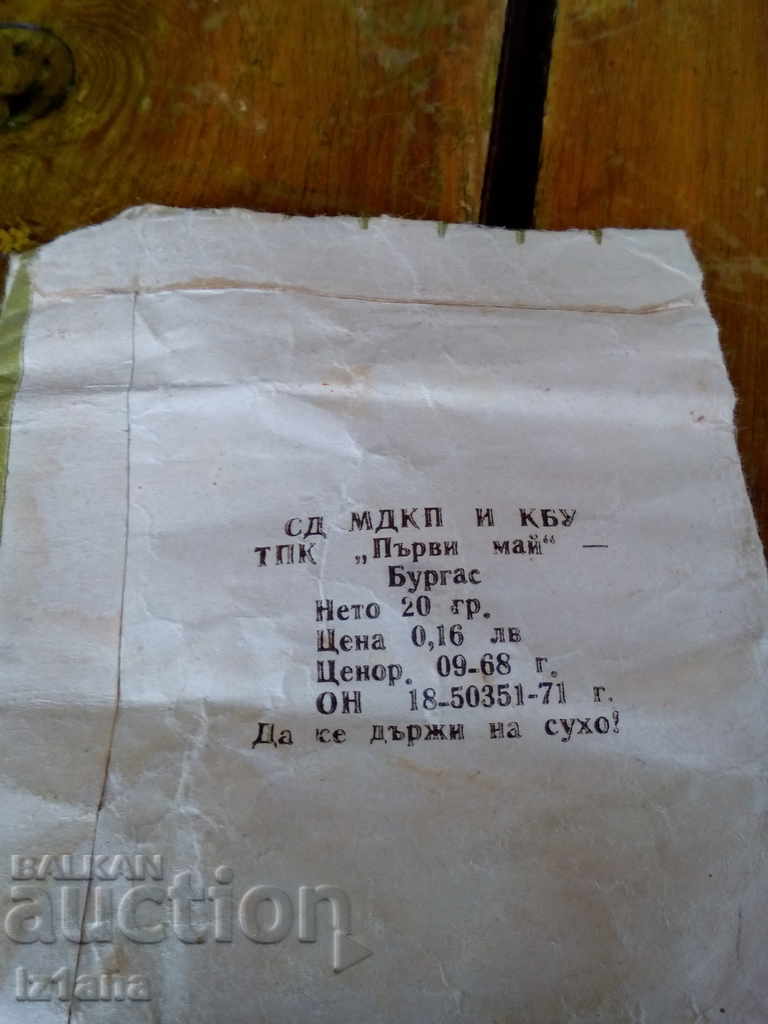 СД МДКП И КБУ
ТПК „Първи май“ —
Бургас
Нето 20 гр.
Цена 0,16 лв
Ценор. 09-68 г.
ОН 18-50351-71 г.
Да се държи на сухо!
BALKAN
auction
Iz1ana